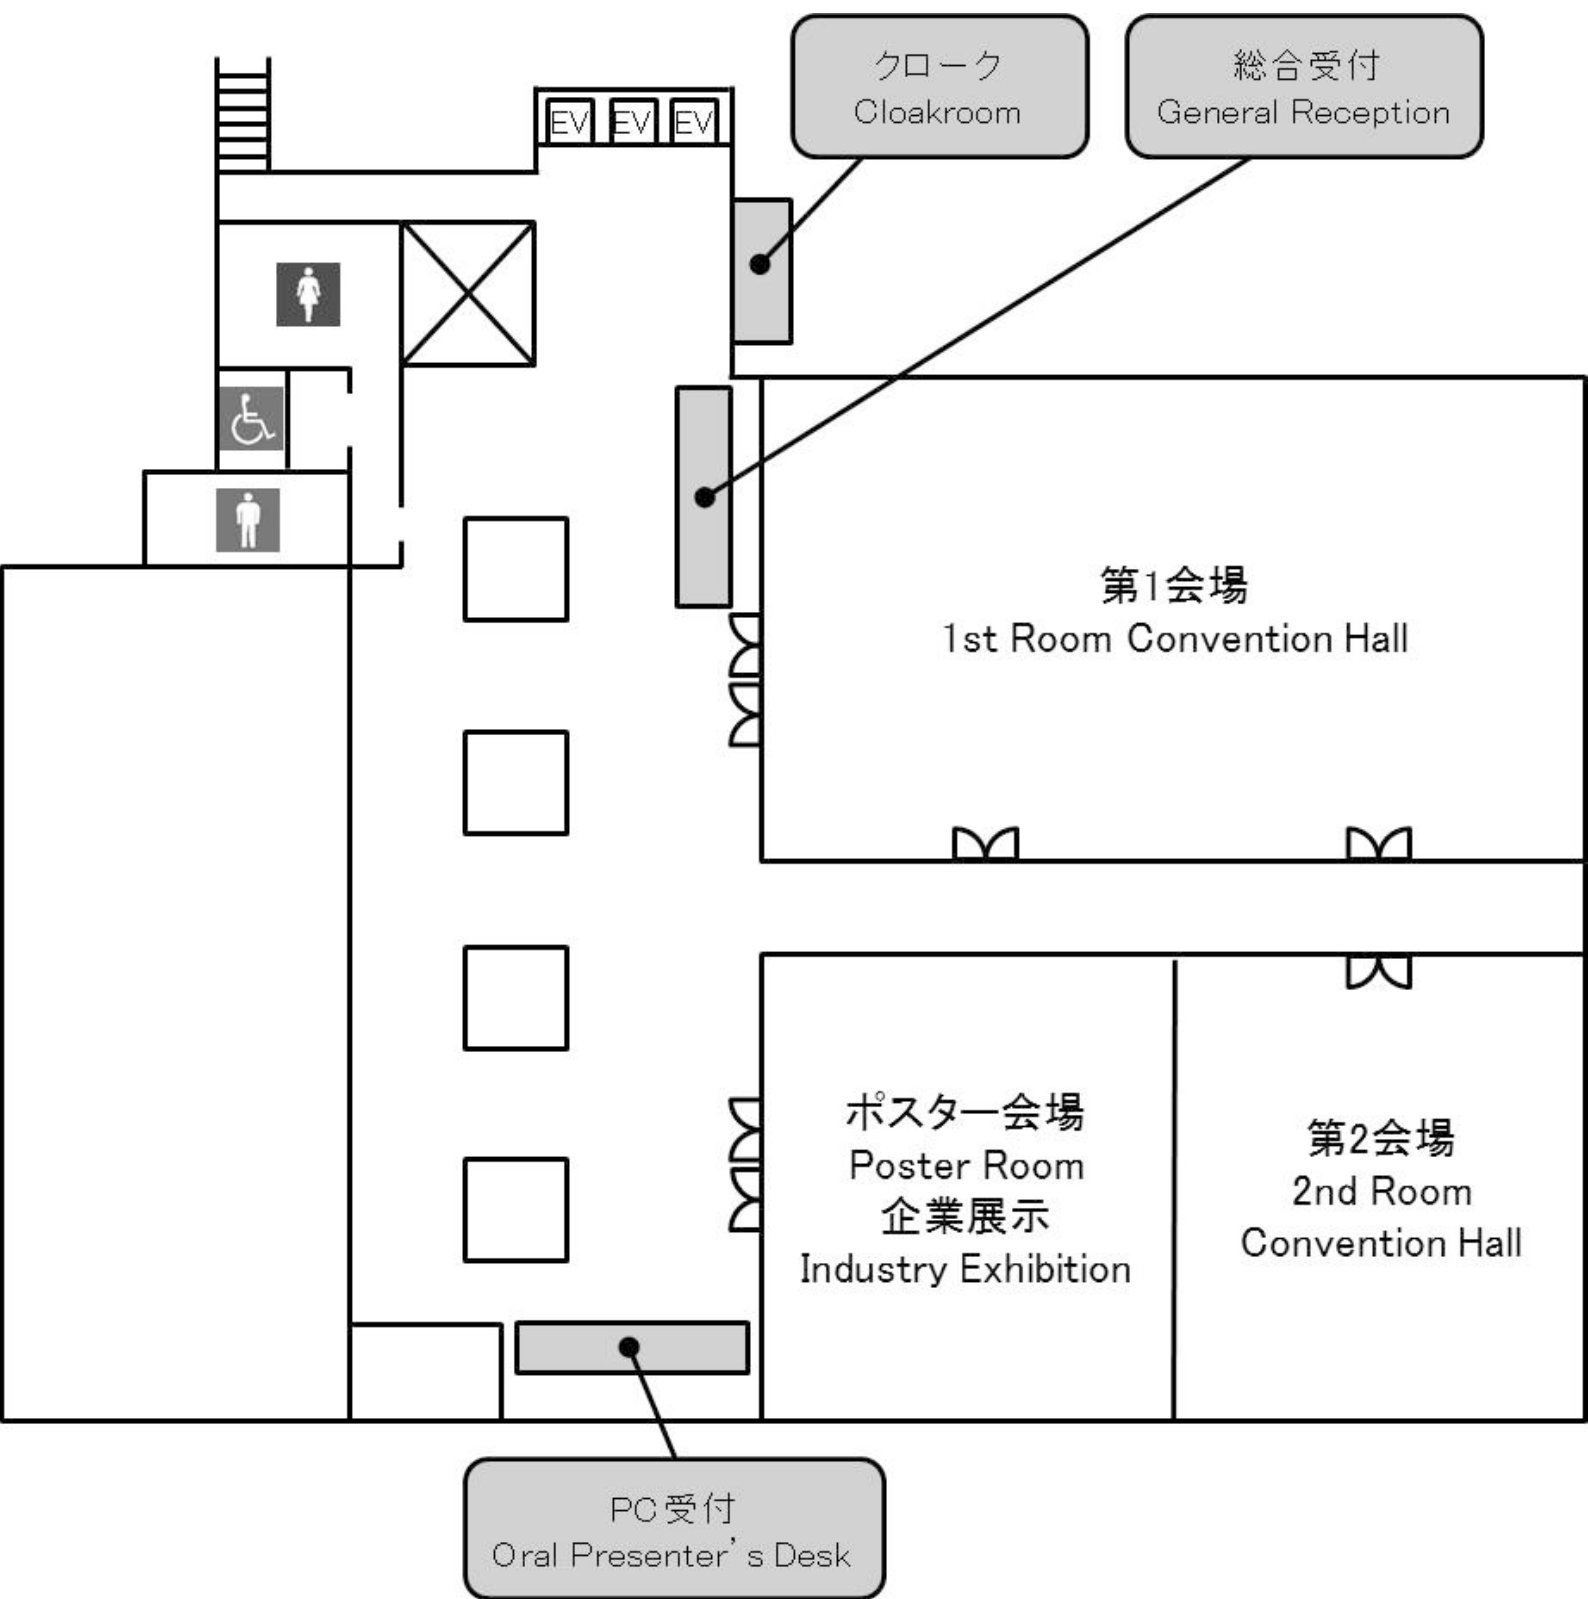 クローク
Cloakroom
総合受付
General Reception
EV
EV
EV
第1会場
1st Room Convention Hall
ポスター会場
Poster Room
企業展示
Industry Exhibition
第2会場
2nd Room
Convention Hall
PC受付
Oral Presenter’s Desk